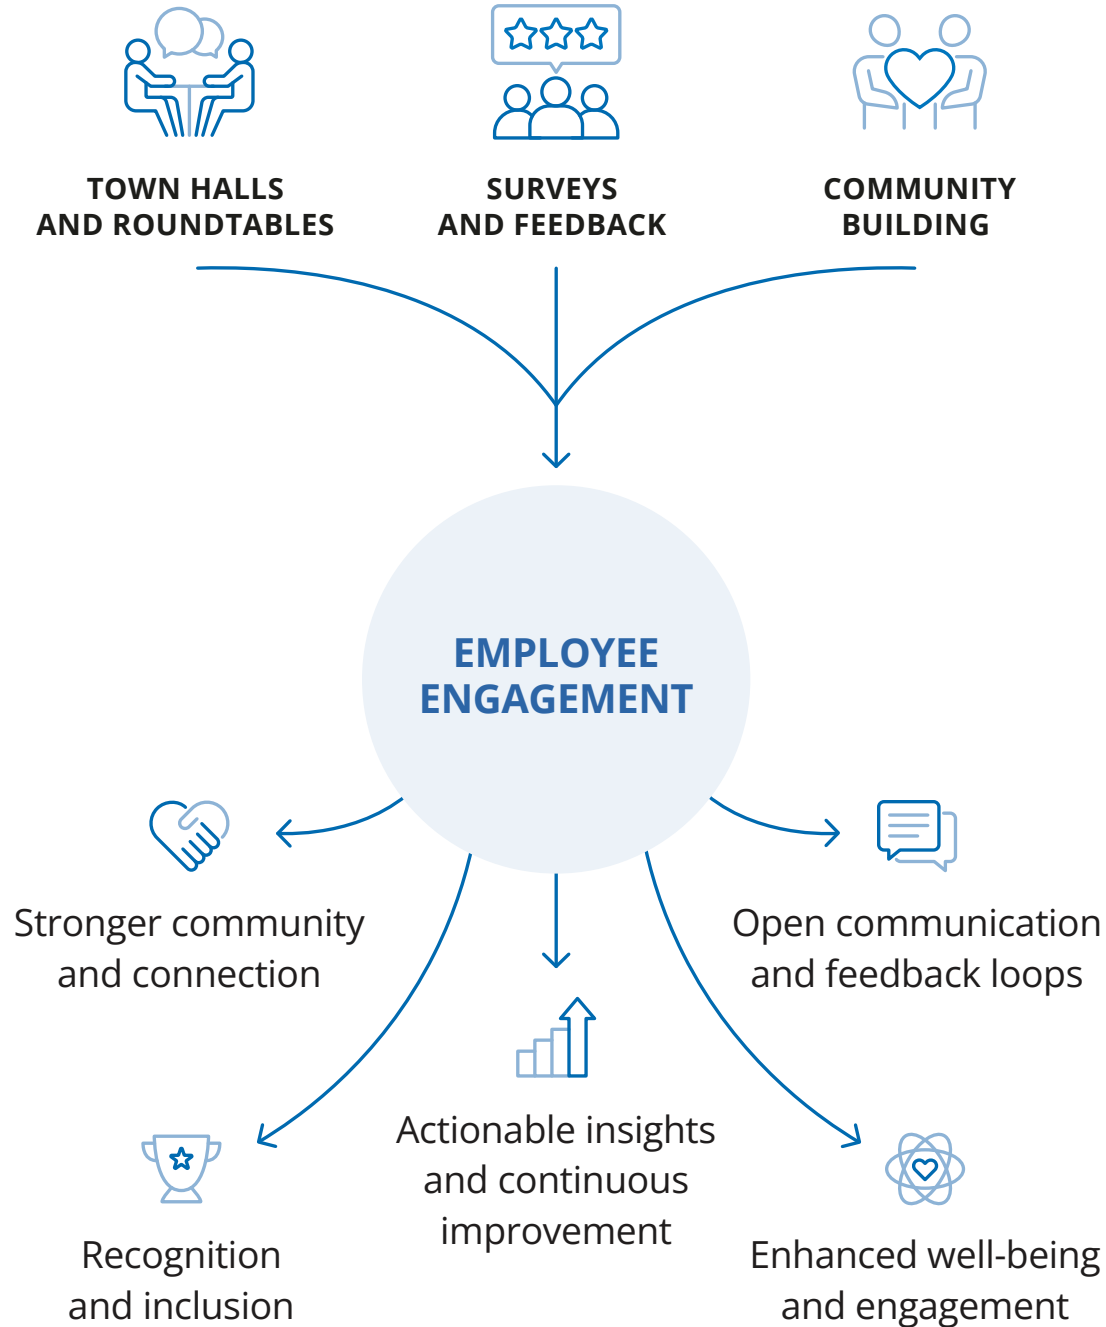 TOWN HALLS
AND ROUNDTABLES
SURVEYS
AND FEEDBACK
COMMUNITY
BUILDING
EMPLOYEE
ENGAGEMENT
Stronger community
and connection
Open communication
and feedback loops
Actionable insights
and continuous
improvement
Recognition
and inclusion
Enhanced well-being
and engagement